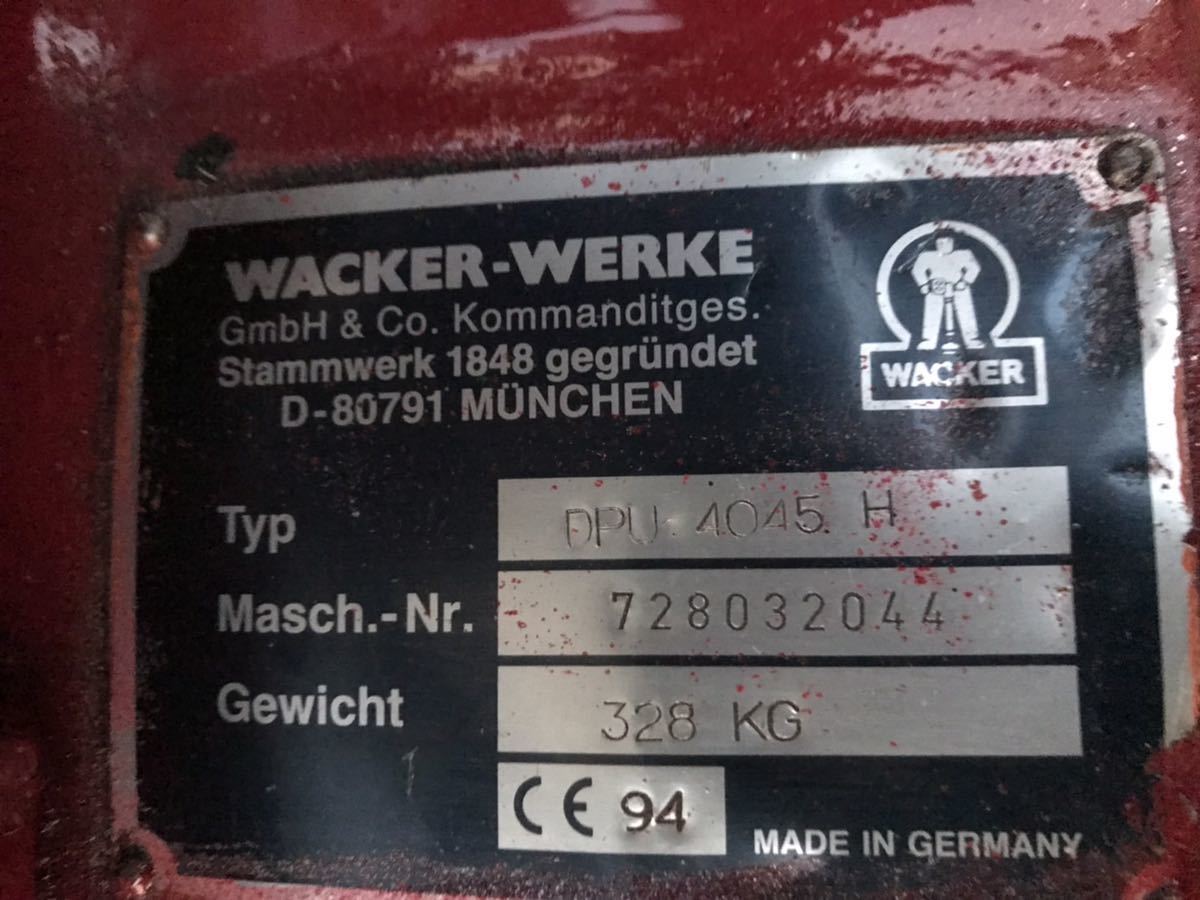 WACKER-WERKE
GmbH & Co. Kommanditges.
Stammwerk 1848 gegründet
D-80791 MÜNCHEN
WACKER
Typ DPU 4045 H
Masch.-Nr. 728032044
Gewicht 328 KG
CE 94
MADE IN GERMANY